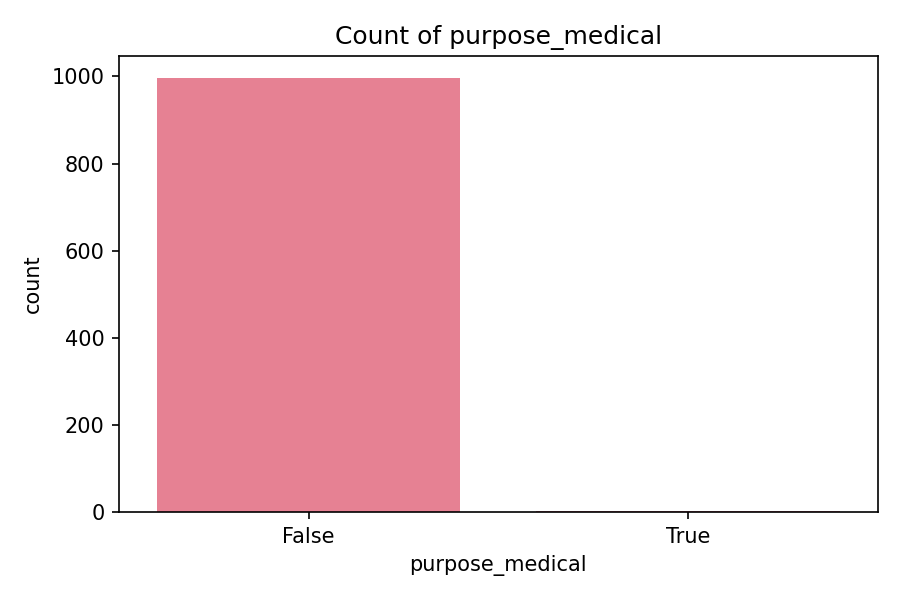 Count of purpose_medical
1000
800
600
400
200
0
count
False
True
purpose_medical